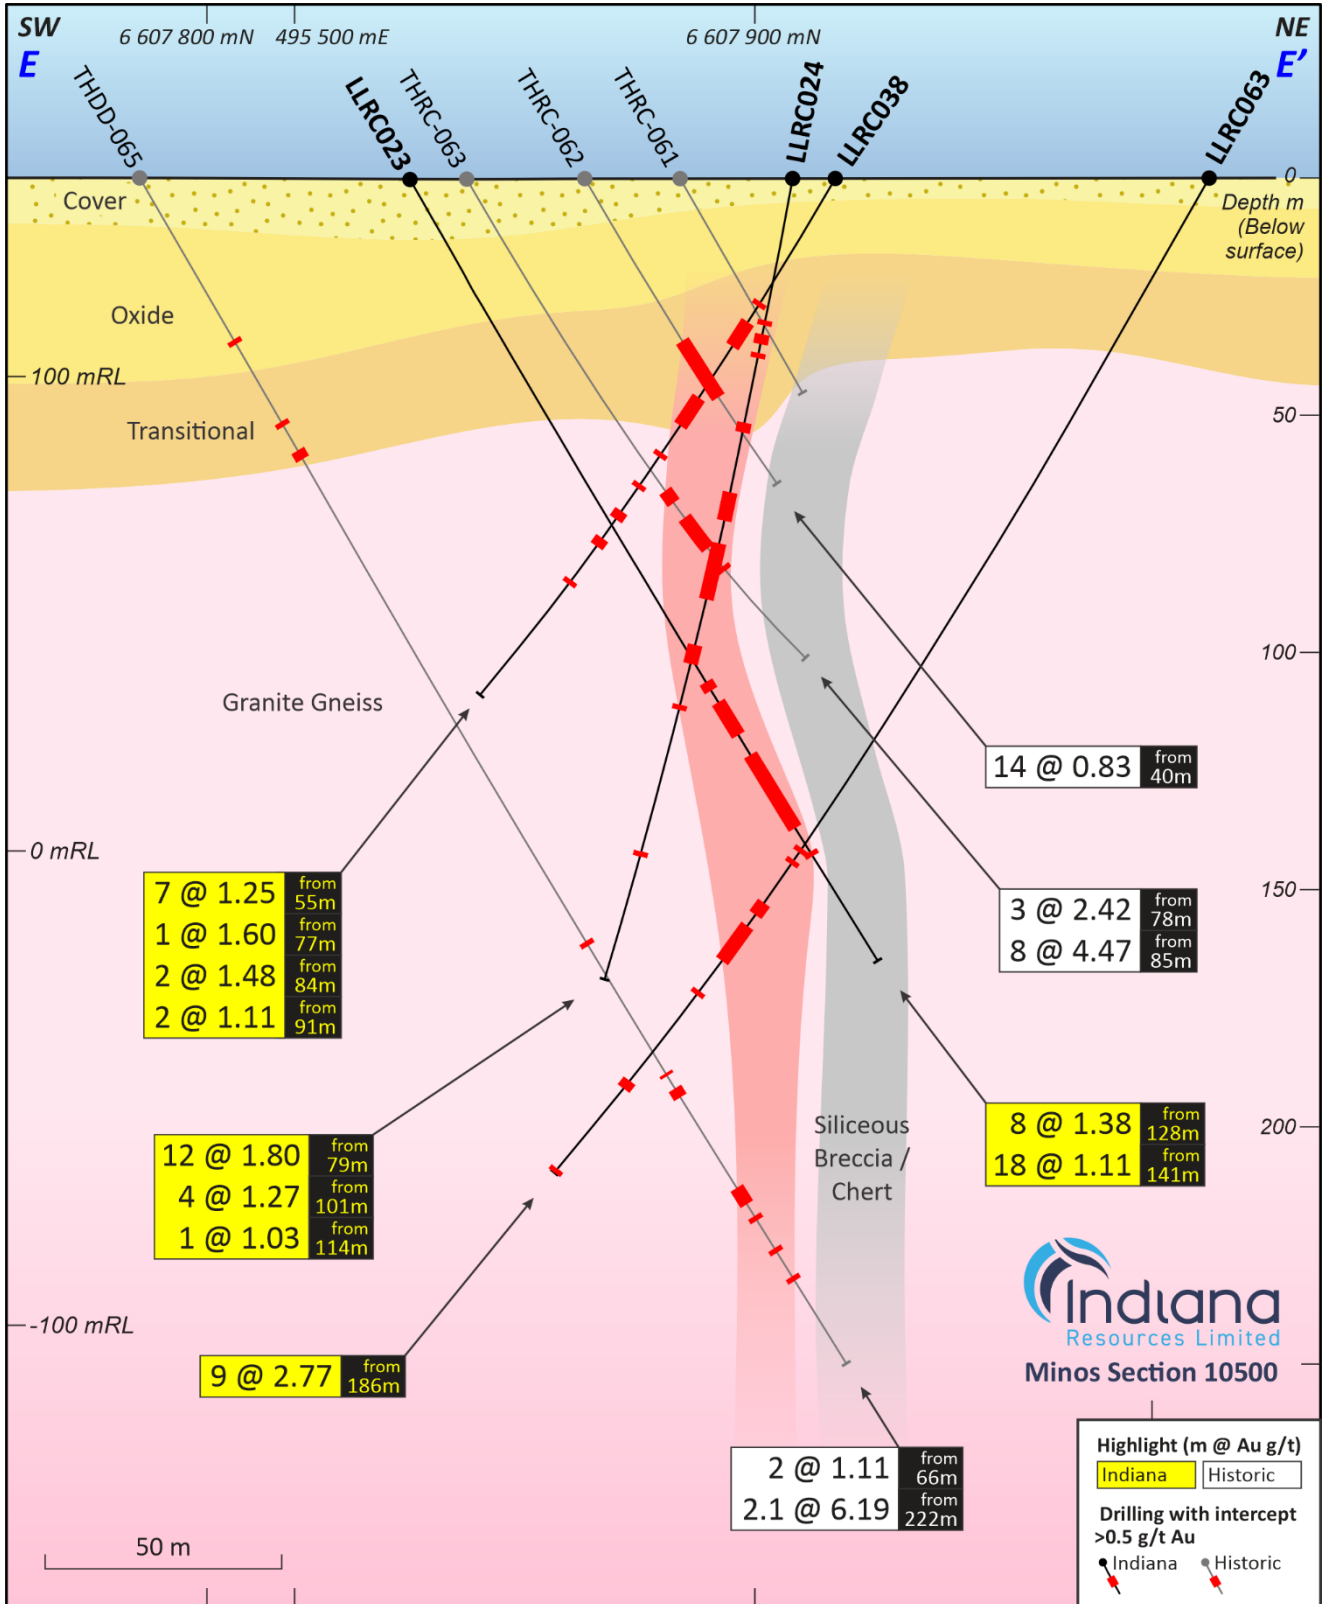 SW
NE
6 607 800 mN
495 500 mE
6 607 900 mN
E
E'
THDD-065
LLRC023
THRC-063
THRC-062
THRC-061
LLRC024
LLRC038
LLRC063
0
Cover
Depth m
(Below
surface)
Oxide
100 mRL
50
Transitional
100
Granite Gneiss
14 @ 0.83 from 40m
0 mRL
7 @ 1.25 from 55m
1 @ 1.60 from 77m
2 @ 1.48 from 84m
2 @ 1.11 from 91m
150
3 @ 2.42 from 78m
8 @ 4.47 from 85m
Siliceous
Breccia /
Chert
8 @ 1.38 from 128m
18 @ 1.11 from 141m
200
12 @ 1.80 from 79m
4 @ 1.27 from 101m
1 @ 1.03 from 114m
-100 mRL
Indiana
Resources Limited
Minos Section 10500
9 @ 2.77 from 186m
2 @ 1.11 from 66m
2.1 @ 6.19 from 222m
Highlight (m @ Au g/t)
Indiana
Historic
Drilling with intercept
>0.5 g/t Au
Indiana
Historic
50 m